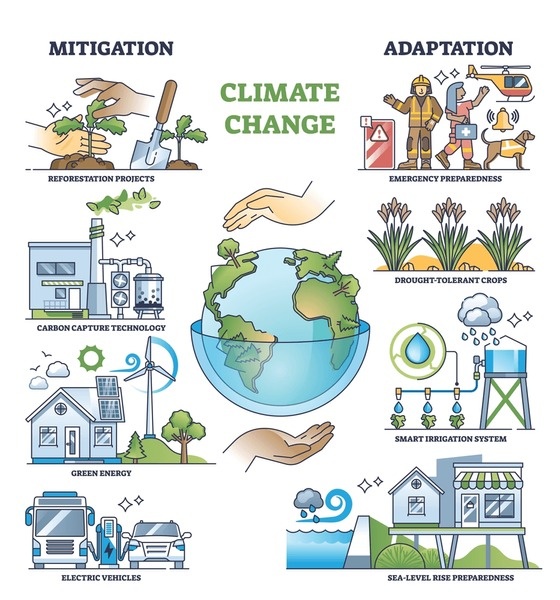 MITIGATION
ADAPTATION
CLIMATE
CHANGE
REFORESTATION PROJECTS
EMERGENCY PREPAREDNESS
DROUGHT-TOLERANT CROPS
CARBON CAPTURE TECHNOLOGY
SMART IRRIGATION SYSTEM
GREEN ENERGY
ELECTRIC VEHICLES
SEA-LEVEL RISE PREPAREDNESS